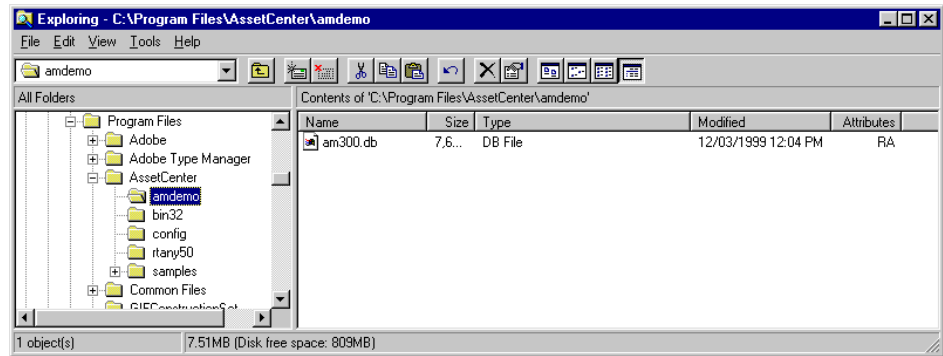 Exploring - C:\Program Files\AssetCenter\amdemo
File Edit View Tools Help
amdemo
All Folders
Contents of 'C:\Program Files\AssetCenter\amdemo'
Program Files
Adobe
Adobe Type Manager
AssetCenter
amdemo
bin32
config
rtany50
samples
Common Files
Name Size Type Modified Attributes
am300.db 7,6... DB File 12/03/1999 12:04 PM RA
1 object(s) 7.51MB (Disk free space: 809MB)